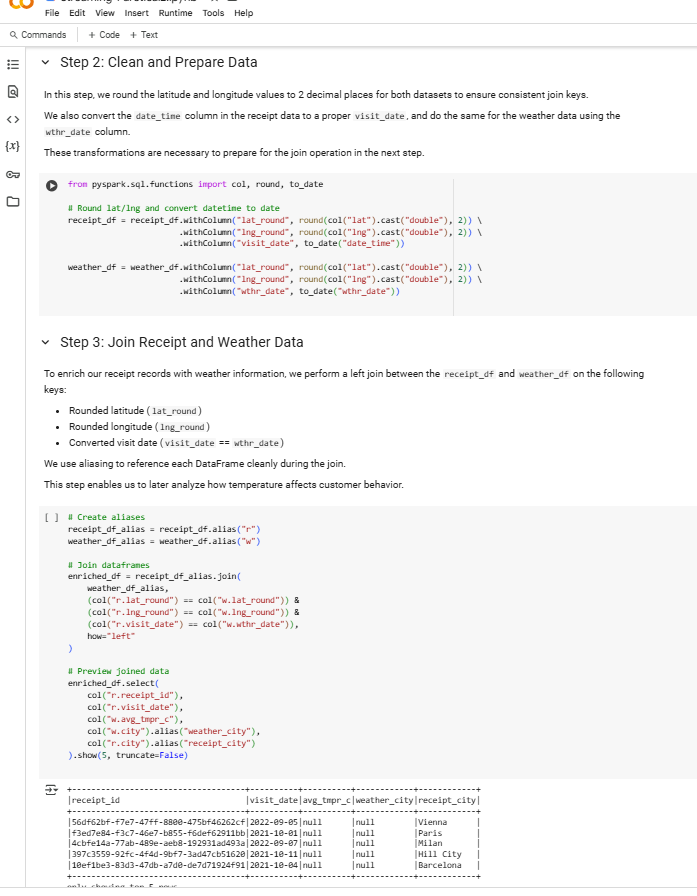 File Edit View Insert Runtime Tools Help
Commands + Code + Text
Step 2: Clean and Prepare Data
In this step, we round the latitude and longitude values to 2 decimal places for both datasets to ensure consistent join keys.
We also convert the date_time column in the receipt data to a proper visit_date, and do the same for the weather data using the
wthr_date column.
These transformations are necessary to prepare for the join operation in the next step.
from pyspark.sql.functions import col, round, to_date
# Round lat/lng and convert datetime to date
receipt_df = receipt_df.withColumn("lat_round", round(col("lat").cast("double"), 2)) \
.withColumn("lng_round", round(col("lng").cast("double"), 2)) \
.withColumn("visit_date", to_date("date_time"))
weather_df = weather_df.withColumn("lat_round", round(col("lat").cast("double"), 2)) \
.withColumn("lng_round", round(col("lng").cast("double"), 2)) \
.withColumn("wthr_date", to_date("wthr_date"))
Step 3: Join Receipt and Weather Data
To enrich our receipt records with weather information, we perform a left join between the receipt_df and weather_df on the following
keys:
• Rounded latitude (lat_round)
• Rounded longitude (lng_round)
• Converted visit date (visit_date == wthr_date)
We use aliasing to reference each DataFrame cleanly during the join.
This step enables us to later analyze how temperature affects customer behavior.
[ ] # Create aliases
receipt_df_alias = receipt_df.alias("r")
weather_df_alias = weather_df.alias("w")
# Join dataframes
enriched_df = receipt_df_alias.join(
weather_df_alias,
(col("r.lat_round") == col("w.lat_round")) &
(col("r.lng_round") == col("w.lng_round")) &
(col("r.visit_date") == col("w.wthr_date")),
how="left"
)
# Preview joined data
enriched_df.select(
col("r.receipt_id"),
col("r.visit_date"),
col("w.avg_tmpr_c"),
col("w.city").alias("weather_city"),
col("r.city").alias("receipt_city")
).show(5, truncate=False)
|receipt_id |visit_date|avg_tmpr_c|weather_city|receipt_city|
|56df62bf-f7e7-47ff-8800-475bf46262cf|2022-09-05|null |null |Vienna |
|f3ed7e84-f3c7-46e7-b855-f6def62911bb|2021-10-01|null |null |Paris |
|4cbfe14a-77ab-489e-aeb8-192931ad493a|2022-09-07|null |null |Milan |
|397c3559-92fc-4f4d-9bf7-3ad47cb51620|2021-10-11|null |null |Hill City |
|10ef1be3-83d3-47db-a7d0-de7d71924f91|2021-10-04|null |null |Barcelona |
only showing top 5 rows